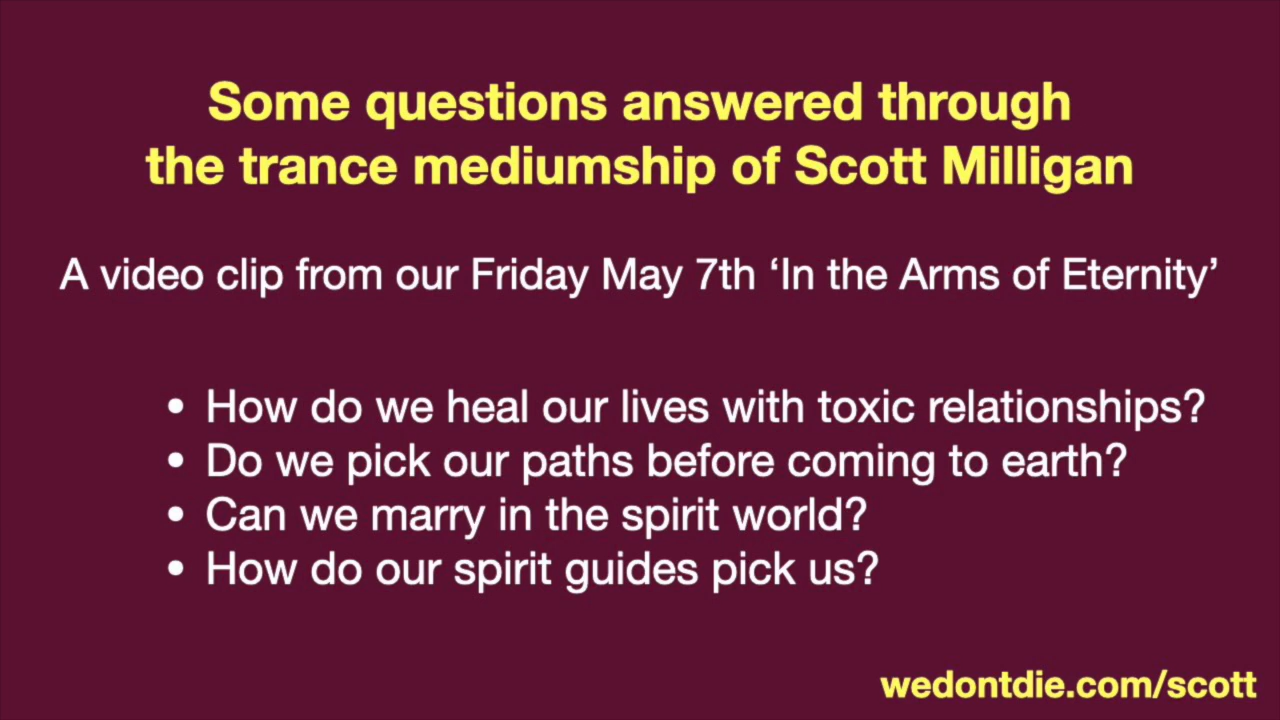 Some questions answered through
the trance mediumship of Scott Milligan
A video clip from our Friday May 7th ‘In the Arms of Eternity’
• How do we heal our lives with toxic relationships?
• Do we pick our paths before coming to earth?
• Can we marry in the spirit world?
• How do our spirit guides pick us?
wedontdie.com/scott